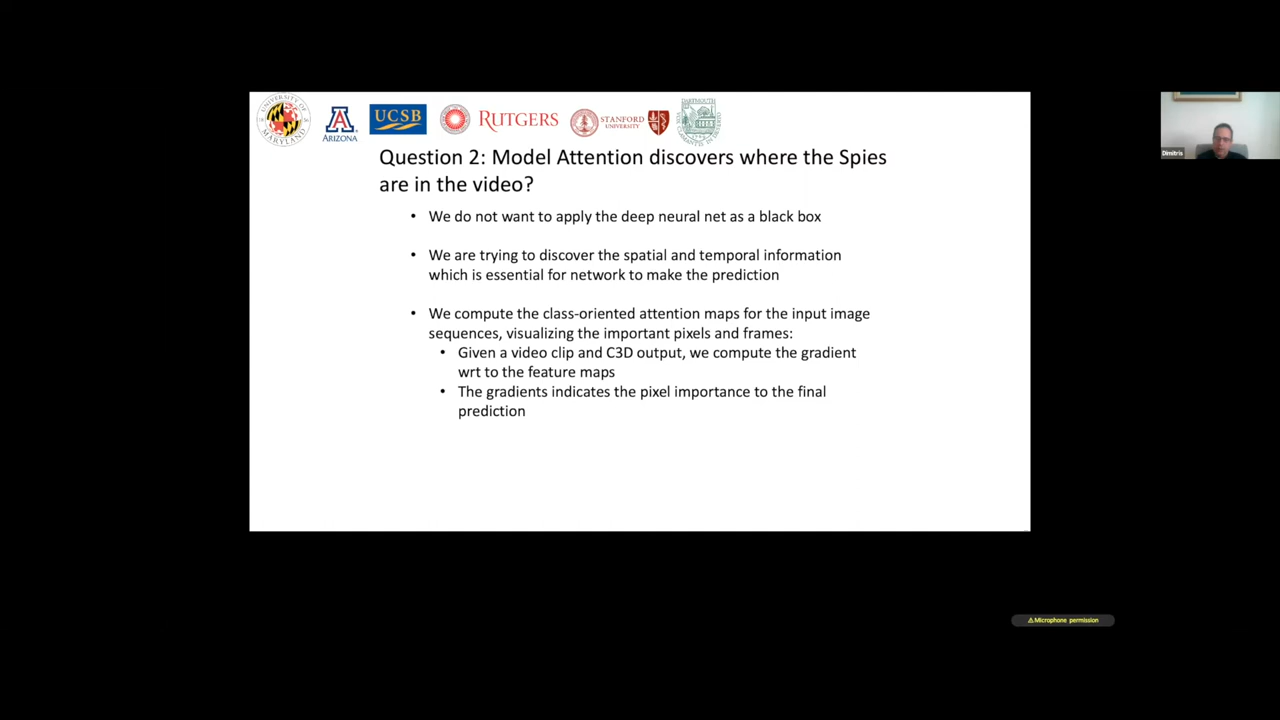 UNIVERSITY OF
MARYLAND
ARIZONA
UCSB
RUTGERS
STANFORD
UNIVERSITY
Question 2: Model Attention discovers where the Spies
are in the video?
• We do not want to apply the deep neural net as a black box
• We are trying to discover the spatial and temporal information
which is essential for network to make the prediction
• We compute the class-oriented attention maps for the input image
sequences, visualizing the important pixels and frames:
• Given a video clip and C3D output, we compute the gradient
wrt to the feature maps
• The gradients indicates the pixel importance to the final
prediction
Dimitris
Microphone permission